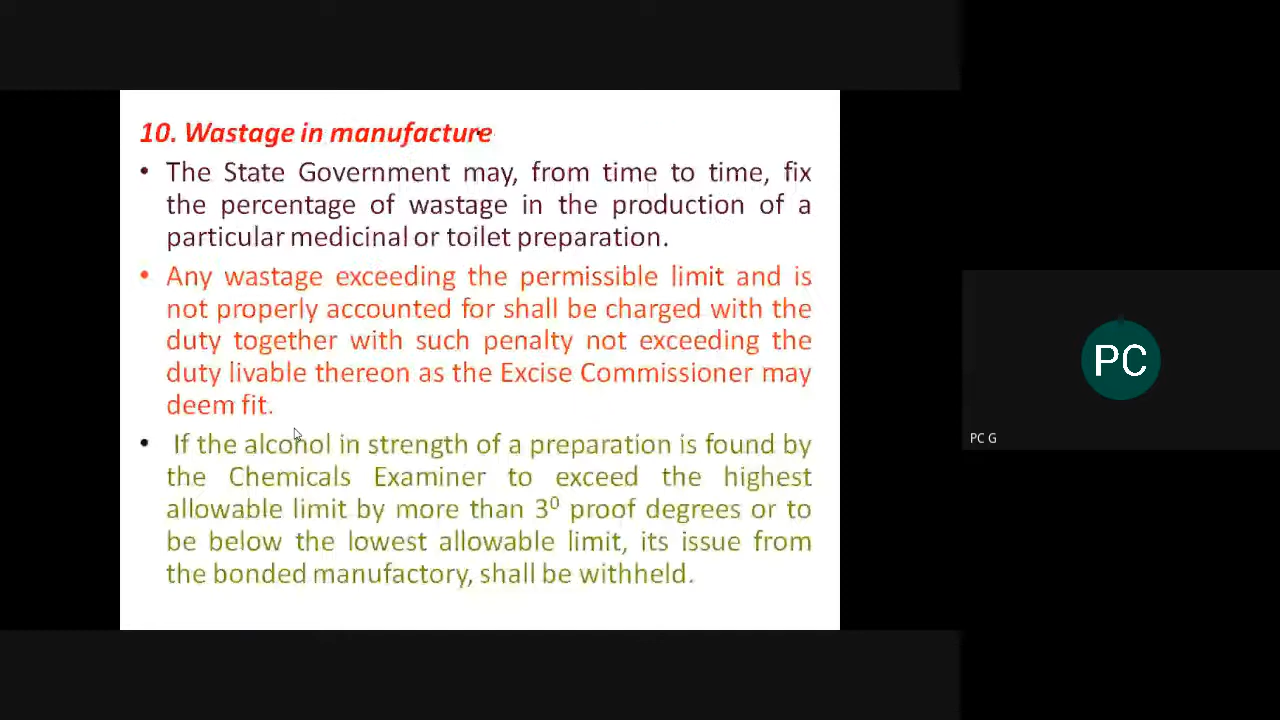 10. Wastage in manufacture
• The State Government may, from time to time, fix
the percentage of wastage in the production of a
particular medicinal or toilet preparation.
• Any wastage exceeding the permissible limit and is
not properly accounted for shall be charged with the
duty together with such penalty not exceeding the
duty livable thereon as the Excise Commissioner may
deem fit.
• If the alcohol in strength of a preparation is found by
the Chemicals Examiner to exceed the highest
allowable limit by more than 3⁰ proof degrees or to
be below the lowest allowable limit, its issue from
the bonded manufactory, shall be withheld.
PC
PC G